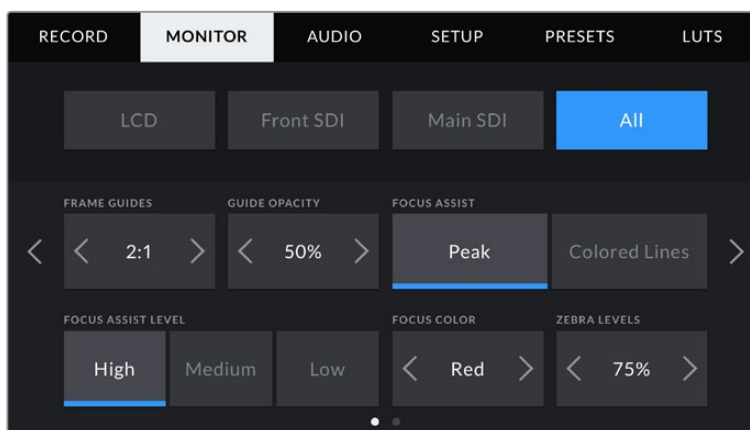 RECORD MONITOR AUDIO SETUP PRESETS LUTS
LCD Front SDI Main SDI All
FRAME GUIDES GUIDE OPACITY FOCUS ASSIST
2:1 50% Peak Colored Lines
FOCUS ASSIST LEVEL FOCUS COLOR ZEBRA LEVELS
High Medium Low Red 75%